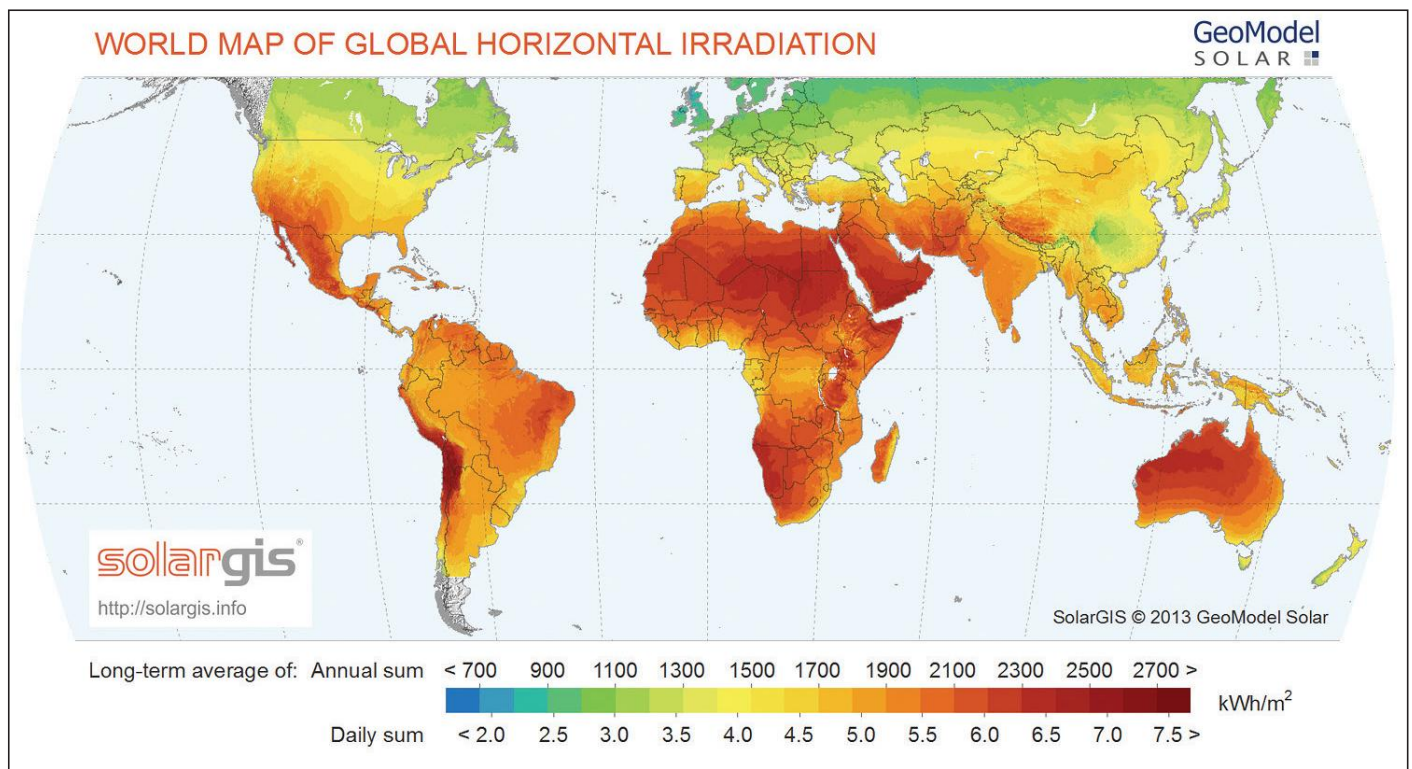 WORLD MAP OF GLOBAL HORIZONTAL IRRADIATION
GeoModel
SOLAR
solargis®
http://solargis.info
SolarGIS © 2013 GeoModel Solar
Long-term average of: Annual sum < 700 900 1100 1300 1500 1700 1900 2100 2300 2500 2700 >
kWh/m²
Daily sum < 2.0 2.5 3.0 3.5 4.0 4.5 5.0 5.5 6.0 6.5 7.0 7.5 >